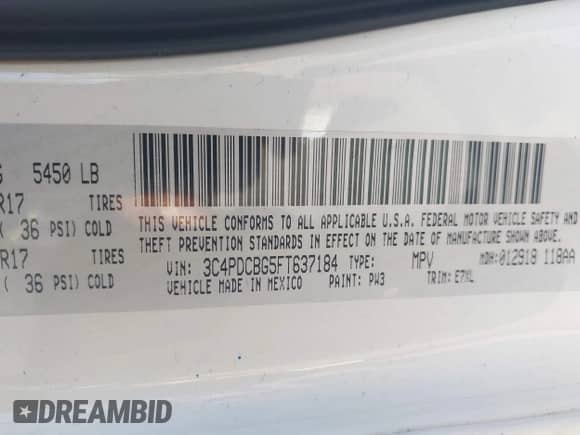 5450 LB
R17 TIRES
36 PSI) COLD
R17 TIRES
( 36 PSI) COLD
THIS VEHICLE CONFORMS TO ALL APPLICABLE U.S.A. FEDERAL MOTOR VEHICLE SAFETY AND
THEFT PREVENTION STANDARDS IN EFFECT ON THE DATE OF MANUFACTURE SHOWN ABOVE.
VIN: 3C4PDCBG5FT637184 TYPE: MPV MDH: 012918 118AA
VEHICLE MADE IN MEXICO PAINT: PW3 TRIM: E7XL
DREAMBID